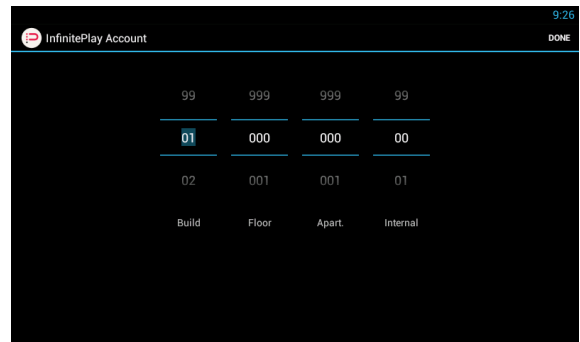 9:26
InfinitePlay Account DONE
99 999 999 99
01 000 000 00
02 001 001 01
Build Floor Apart. Internal